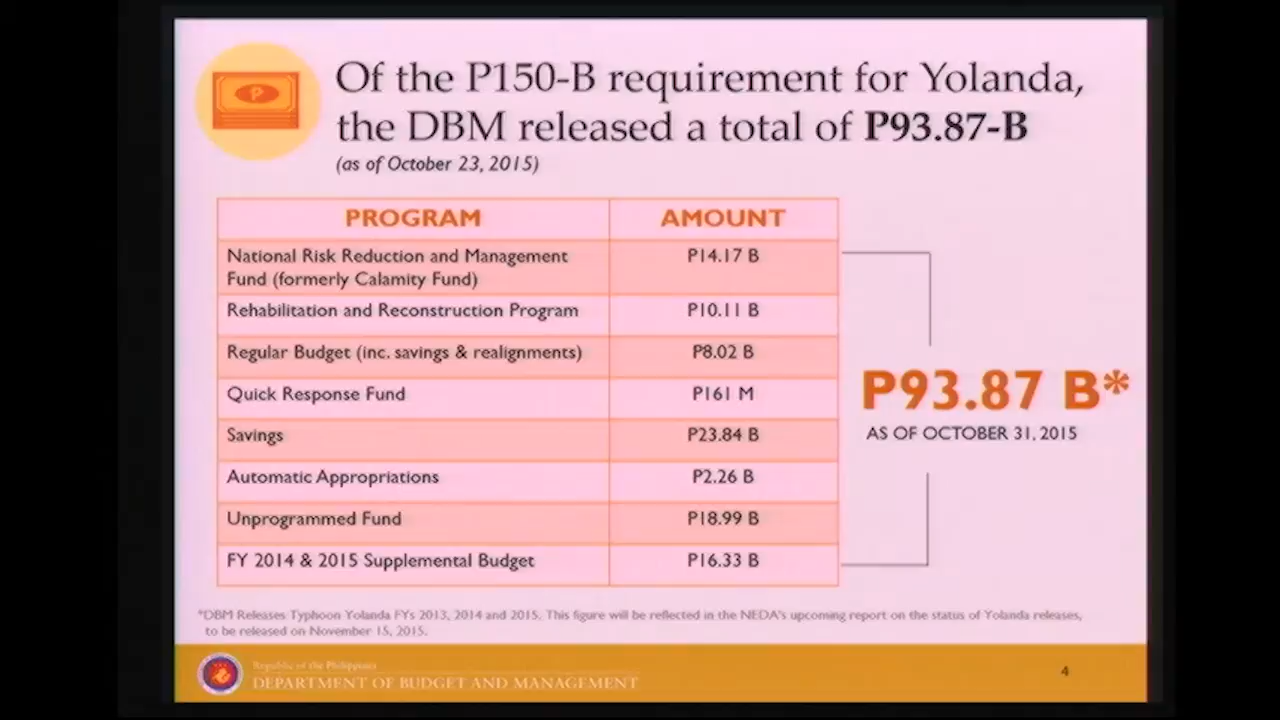 Of the P150-B requirement for Yolanda,
the DBM released a total of P93.87-B
(as of October 23, 2015)
PROGRAM AMOUNT
National Risk Reduction and Management
Fund (formerly Calamity Fund) P14.17 B
Rehabilitation and Reconstruction Program P10.11 B
Regular Budget (inc. savings & realignments) P8.02 B
Quick Response Fund P161 M
Savings P23.84 B
Automatic Appropriations P2.26 B
Unprogrammed Fund P18.99 B
FY 2014 & 2015 Supplemental Budget P16.33 B
P93.87 B*
AS OF OCTOBER 31, 2015
*DBM Releases Typhoon Yolanda FYs 2013, 2014 and 2015. This figure will be reflected in the NEDA's upcoming report on the status of Yolanda releases,
to be released on November 15, 2015.
Republic of the Philippines
DEPARTMENT OF BUDGET AND MANAGEMENT
4
P